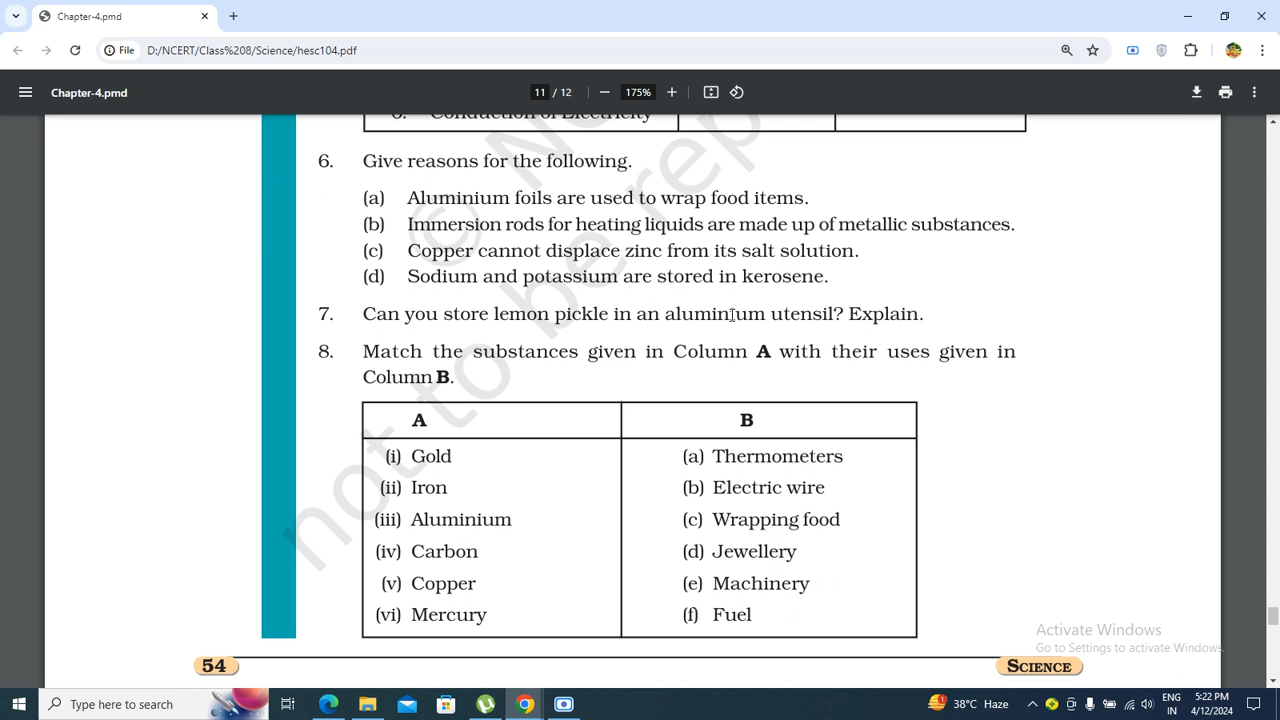 Chapter-4.pmd
File D:/NCERT/Class%208/Science/hesc104.pdf
Chapter-4.pmd 11 / 12 175%
Conduction of Electricity
6. Give reasons for the following.
(a) Aluminium foils are used to wrap food items.
(b) Immersion rods for heating liquids are made up of metallic substances.
(c) Copper cannot displace zinc from its salt solution.
(d) Sodium and potassium are stored in kerosene.
7. Can you store lemon pickle in an aluminium utensil? Explain.
8. Match the substances given in Column A with their uses given in
Column B.
A B
(i) Gold (a) Thermometers
(ii) Iron (b) Electric wire
(iii) Aluminium (c) Wrapping food
(iv) Carbon (d) Jewellery
(v) Copper (e) Machinery
(vi) Mercury (f) Fuel
not to be rep
Activate Windows
Go to Settings to activate Windows.
54 SCIENCE
Type here to search
38°C Haze
ENG
IN
5:22 PM
4/12/2024